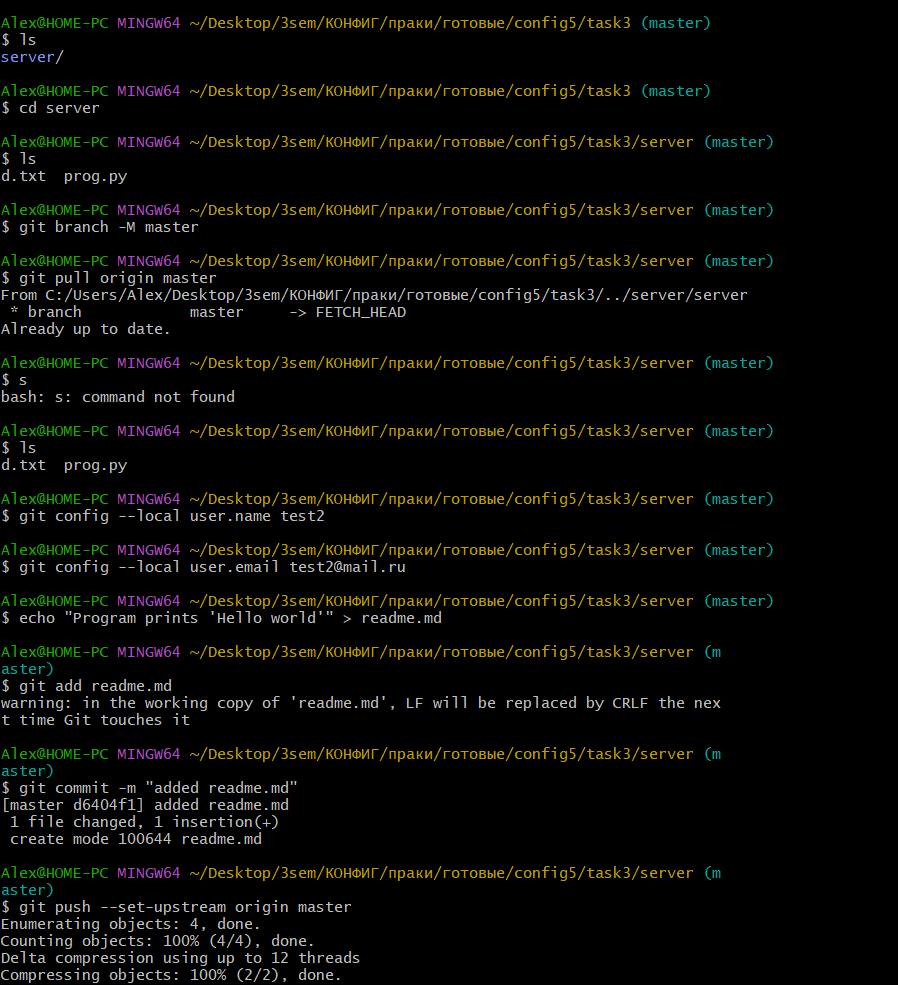 Alex@HOME-PC MINGW64 ~/Desktop/3sem/КОНФИГ/праки/готовые/config5/task3 (master)
$ ls
server/
Alex@HOME-PC MINGW64 ~/Desktop/3sem/КОНФИГ/праки/готовые/config5/task3 (master)
$ cd server
Alex@HOME-PC MINGW64 ~/Desktop/3sem/КОНФИГ/праки/готовые/config5/task3/server (master)
$ ls
d.txt  prog.py
Alex@HOME-PC MINGW64 ~/Desktop/3sem/КОНФИГ/праки/готовые/config5/task3/server (master)
$ git branch -M master
Alex@HOME-PC MINGW64 ~/Desktop/3sem/КОНФИГ/праки/готовые/config5/task3/server (master)
$ git pull origin master
From C:/Users/Alex/Desktop/3sem/КОНФИГ/праки/готовые/config5/task3/../server/server
 * branch            master     -> FETCH_HEAD
Already up to date.
Alex@HOME-PC MINGW64 ~/Desktop/3sem/КОНФИГ/праки/готовые/config5/task3/server (master)
$ s
bash: s: command not found
Alex@HOME-PC MINGW64 ~/Desktop/3sem/КОНФИГ/праки/готовые/config5/task3/server (master)
$ ls
d.txt  prog.py
Alex@HOME-PC MINGW64 ~/Desktop/3sem/КОНФИГ/праки/готовые/config5/task3/server (master)
$ git config --local user.name test2
Alex@HOME-PC MINGW64 ~/Desktop/3sem/КОНФИГ/праки/готовые/config5/task3/server (master)
$ git config --local user.email test2@mail.ru
Alex@HOME-PC MINGW64 ~/Desktop/3sem/КОНФИГ/праки/готовые/config5/task3/server (master)
$ echo "Program prints 'Hello world'" > readme.md
Alex@HOME-PC MINGW64 ~/Desktop/3sem/КОНФИГ/праки/готовые/config5/task3/server (m
aster)
$ git add readme.md
warning: in the working copy of 'readme.md', LF will be replaced by CRLF the nex
t time Git touches it
Alex@HOME-PC MINGW64 ~/Desktop/3sem/КОНФИГ/праки/готовые/config5/task3/server (m
aster)
$ git commit -m "added readme.md"
[master d6404f1] added readme.md
 1 file changed, 1 insertion(+)
 create mode 100644 readme.md
Alex@HOME-PC MINGW64 ~/Desktop/3sem/КОНФИГ/праки/готовые/config5/task3/server (m
aster)
$ git push --set-upstream origin master
Enumerating objects: 4, done.
Counting objects: 100% (4/4), done.
Delta compression using up to 12 threads
Compressing objects: 100% (2/2), done.